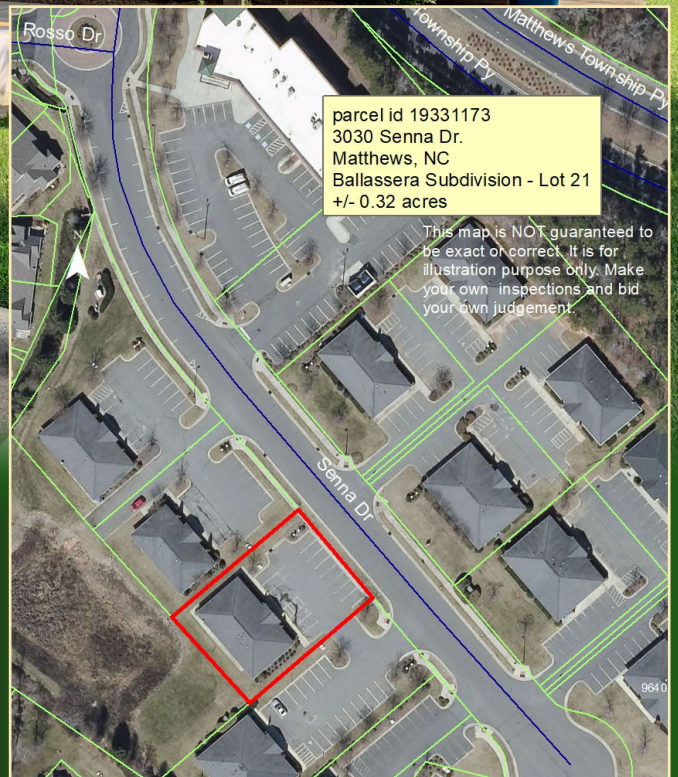 Rosso Dr
Township Py
Matthews Township Py
parcel id 19331173
3030 Senna Dr.
Matthews, NC
Ballassera Subdivision - Lot 21
+/- 0.32 acres
This map is NOT guaranteed to
be exact or correct. It is for
illustration purpose only. Make
your own inspections and bid
your own judgement.
Senna Dr
9640